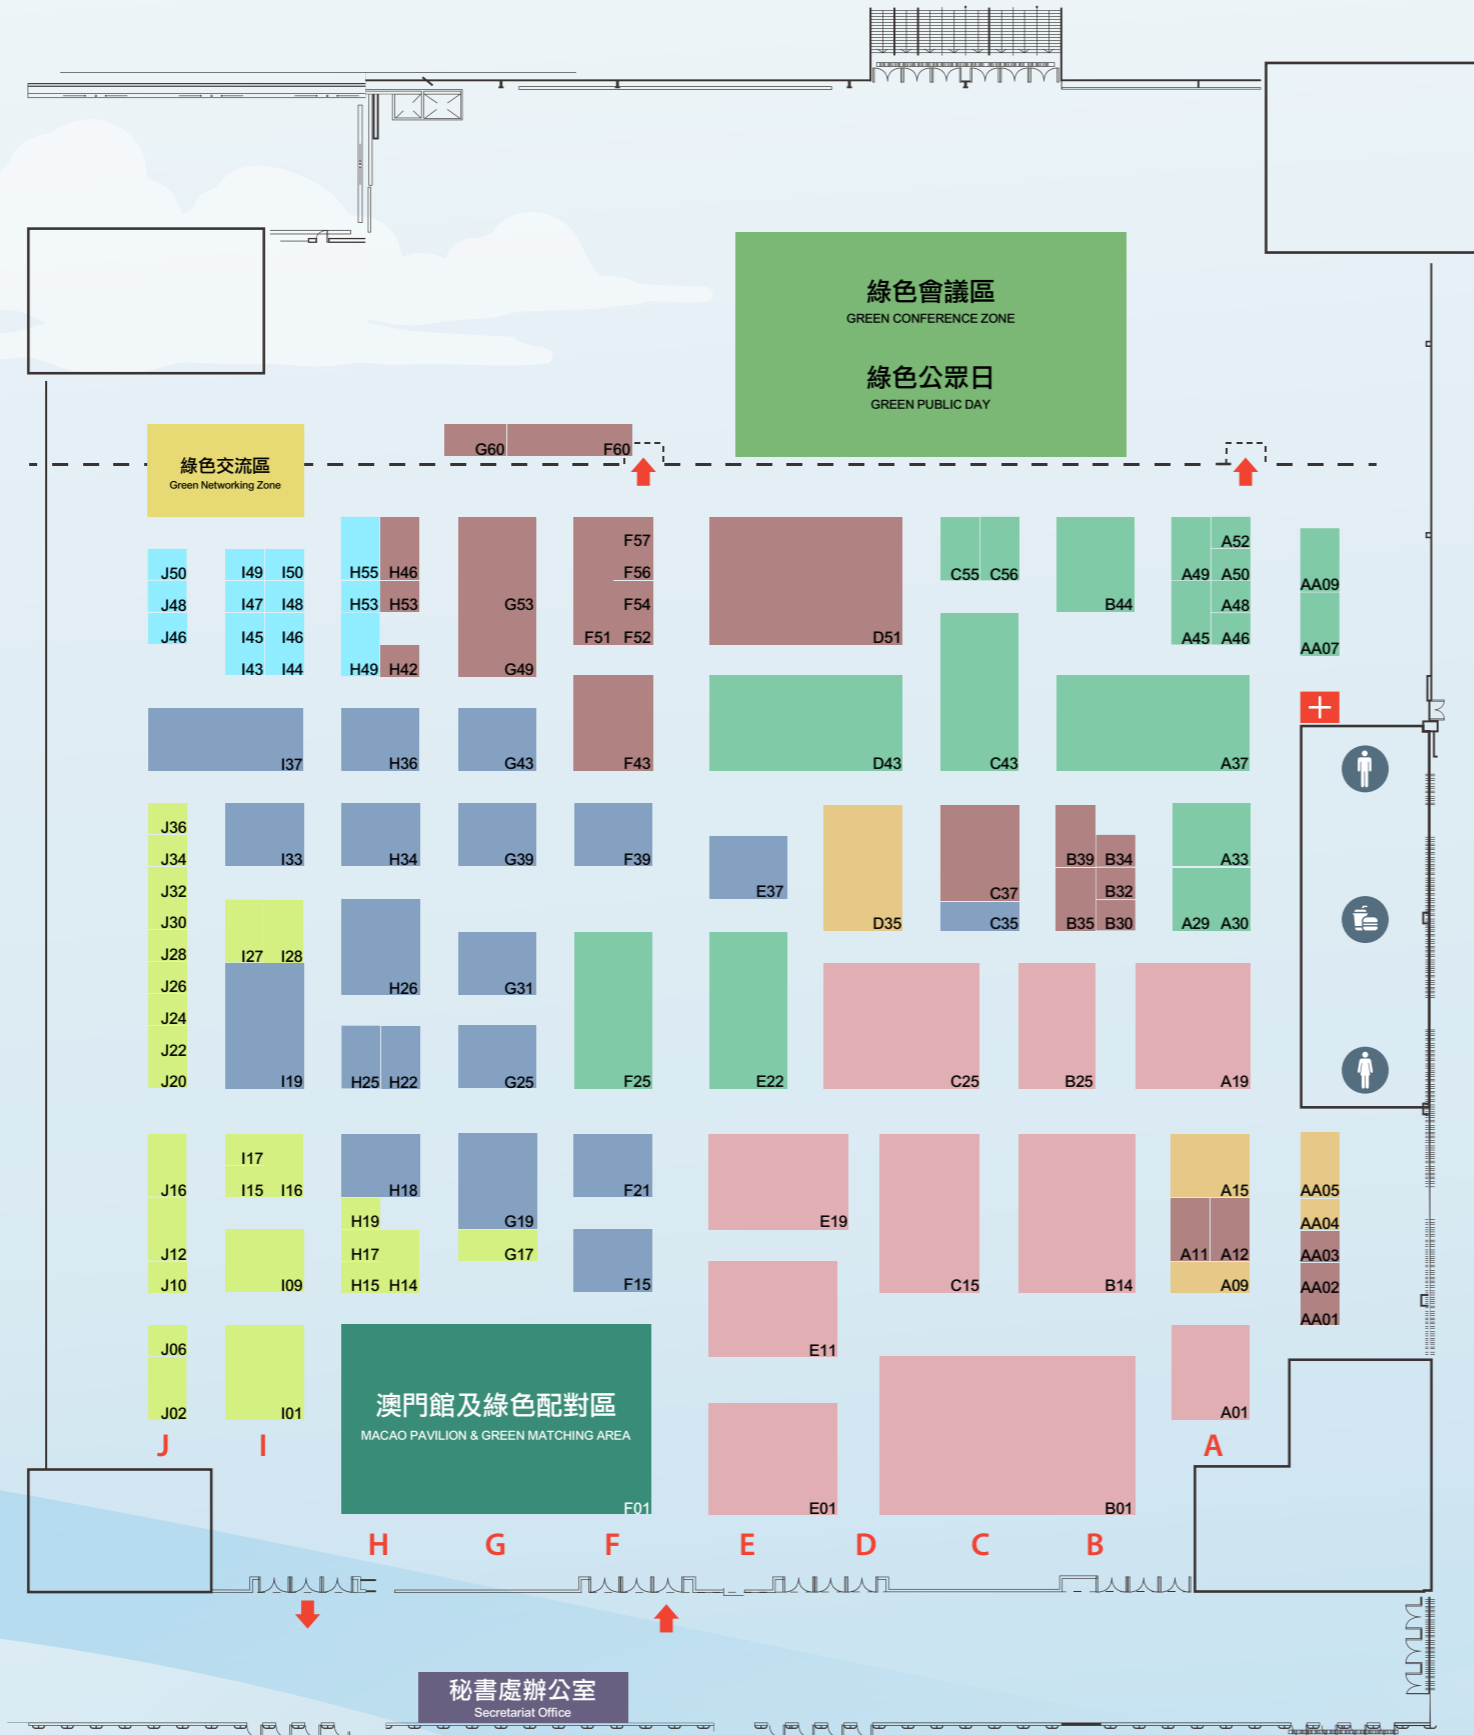 綠色會議區
GREEN CONFERENCE ZONE
綠色公眾日
GREEN PUBLIC DAY
綠色交流區
Green Networking Zone
G60 F60
F57 A52
J50 I49 I50 H55 H46 F56 C55 C56 A49 A50
AA09
J48 I47 I48 H53 H53 G53 F54 B44 A48
J46 I45 I46 F51 F52 D51 A45 A46
AA07
I43 I44 H49 H42 G49
I37 H36 G43 F43 D43 C43 A37
J36
J34 I33 H34 G39 F39 B39 B34 A33
J32 E37 C37 B32
J30 D35 C35 B35 B30 A29 A30
J28 I27 I28
J26 H26 G31
J24
J22
J20 I19 H25 H22 G25 F25 E22 C25 B25 A19
I17
J16 I15 I16 H18 F21 A15 AA05
H19 G19 E19 AA04
J12 H17 G17 A11 A12 AA03
J10 I09 H15 H14 F15 C15 B14 A09 AA02
AA01
J06 E11
澳門館及綠色配對區
MACAO PAVILION & GREEN MATCHING AREA
J02 I01 A01
J I A
F01 E01 B01
H G F E D C B
秘書處辦公室
Secretariat Office